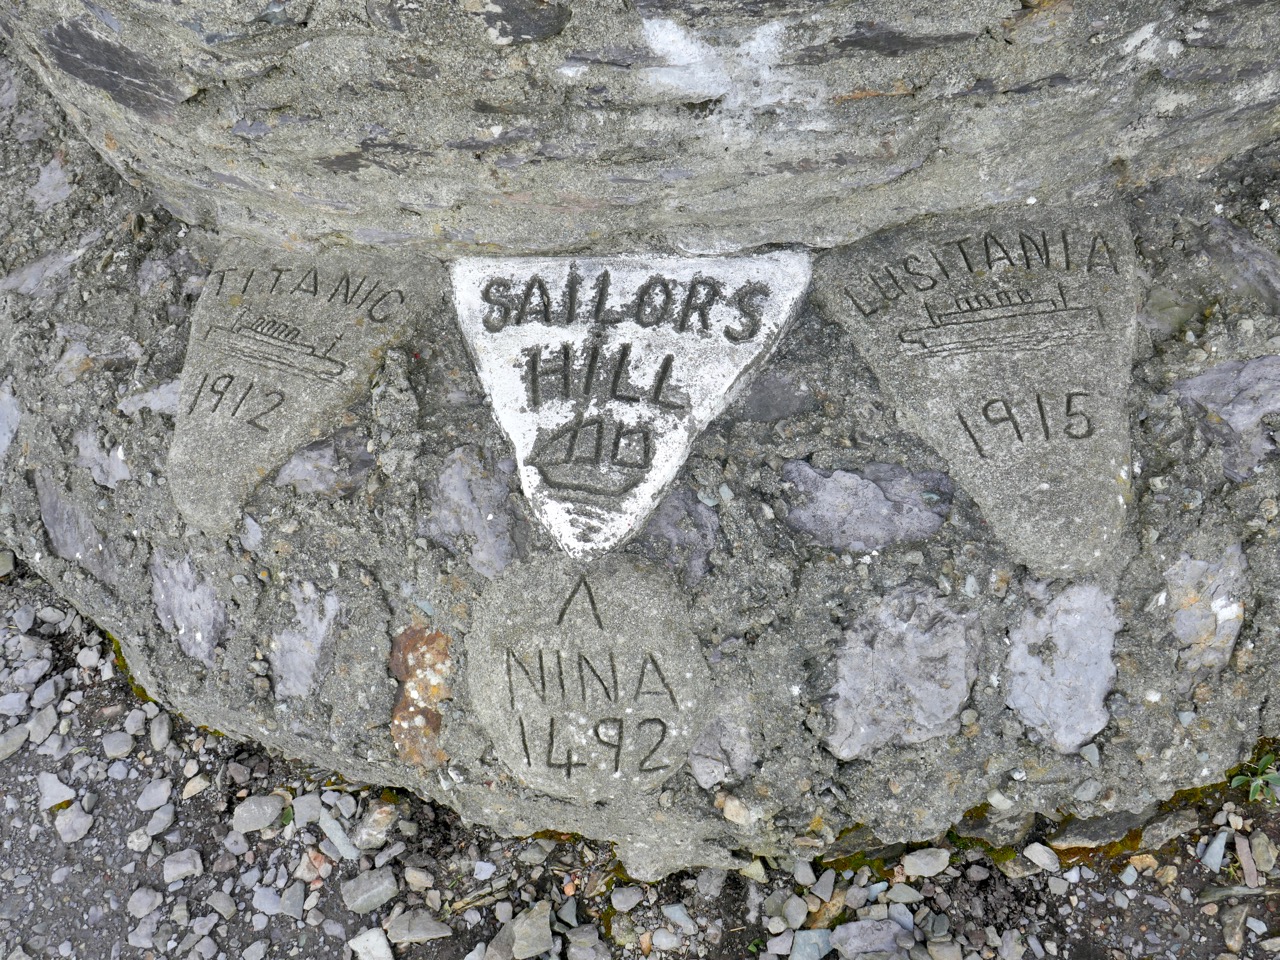 TITANIC
1912
SAILORS
HILL
NINA
1492
LUSITANIA
1915